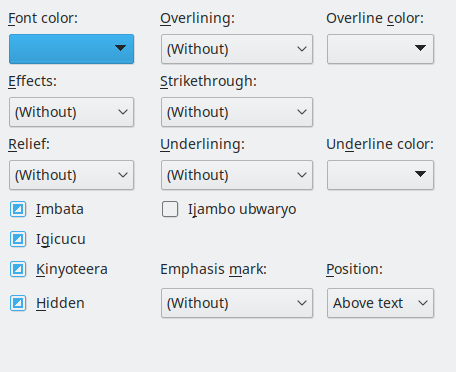 Font color: Overlining: Overline color:
(Without)
Effects: Strikethrough:
(Without) (Without)
Relief: Underlining: Underline color:
(Without) (Without)
Imbata Ijambo ubwaryo
Igicucu
Kinyoteera Emphasis mark: Position:
Hidden (Without) Above text